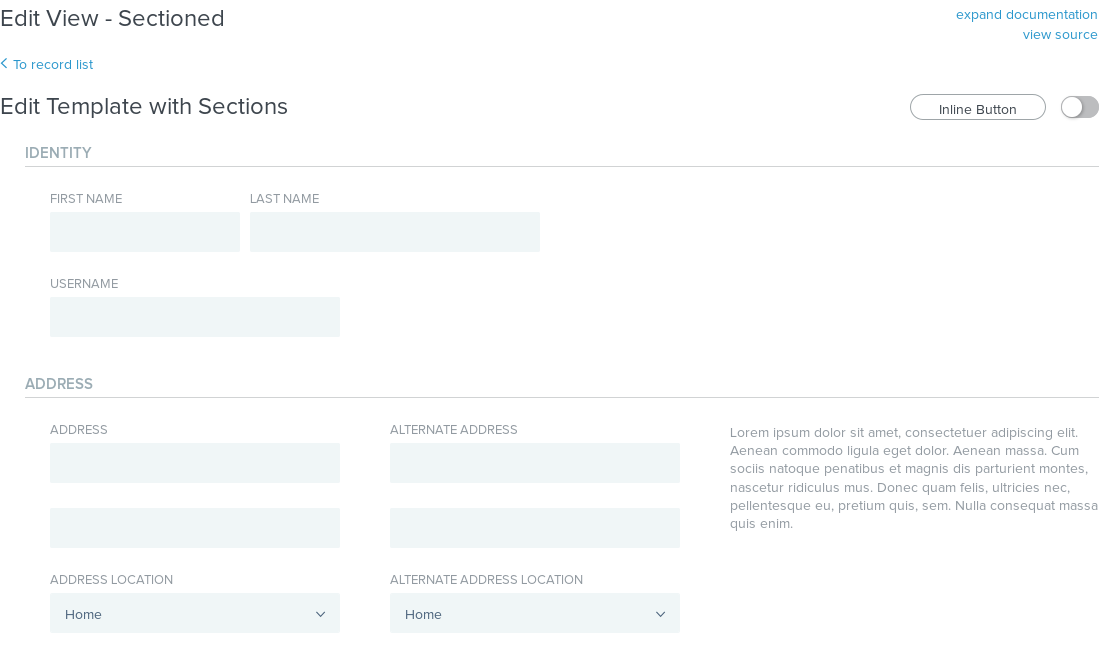 Edit View - Sectioned
expand documentation
view source
To record list
Edit Template with Sections
Inline Button
IDENTITY
FIRST NAME
LAST NAME
USERNAME
ADDRESS
ADDRESS
ALTERNATE ADDRESS
Lorem ipsum dolor sit amet, consectetuer adipiscing elit.
Aenean commodo ligula eget dolor. Aenean massa. Cum
sociis natoque penatibus et magnis dis parturient montes,
nascetur ridiculus mus. Donec quam felis, ultricies nec,
pellentesque eu, pretium quis, sem. Nulla consequat massa
quis enim.
ADDRESS LOCATION
ALTERNATE ADDRESS LOCATION
Home
Home